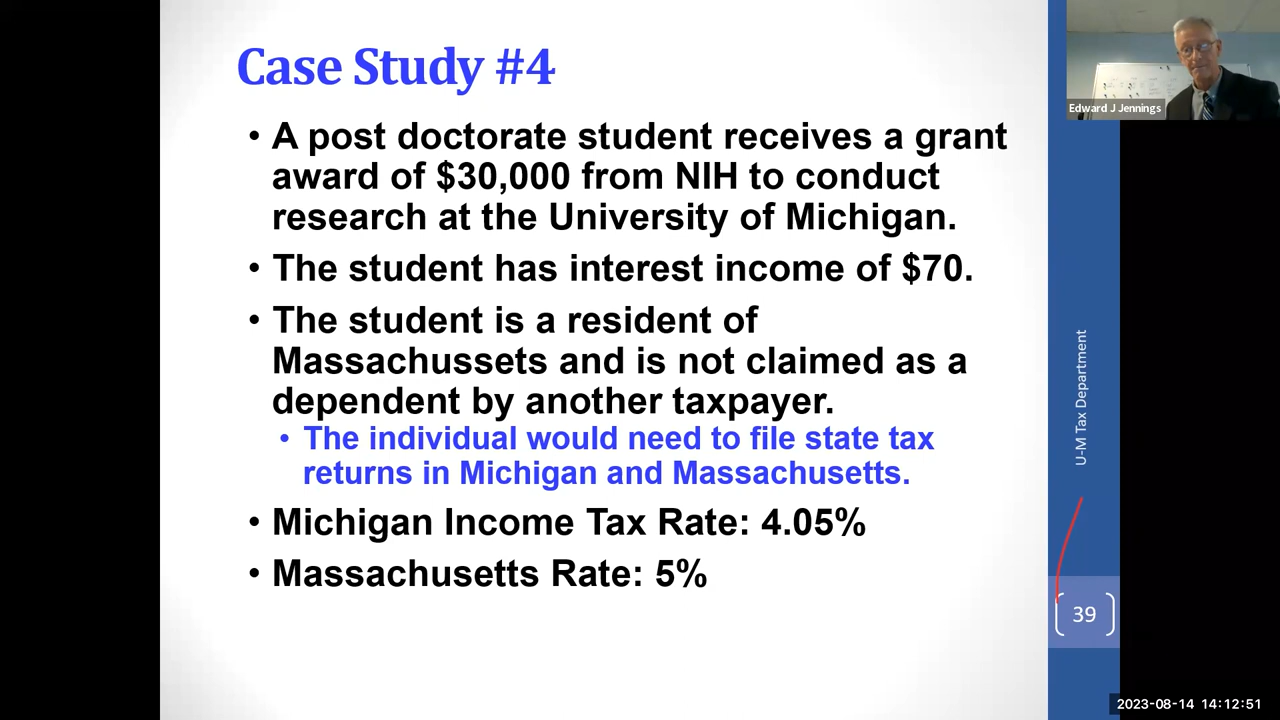 Case Study #4
• A post doctorate student receives a grant
award of $30,000 from NIH to conduct
research at the University of Michigan.
• The student has interest income of $70.
• The student is a resident of
Massachussets and is not claimed as a
dependent by another taxpayer.
• The individual would need to file state tax
returns in Michigan and Massachusetts.
• Michigan Income Tax Rate: 4.05%
• Massachusetts Rate: 5%
Edward J Jennings
U-M Tax Department
39
2023-08-14 14:12:51